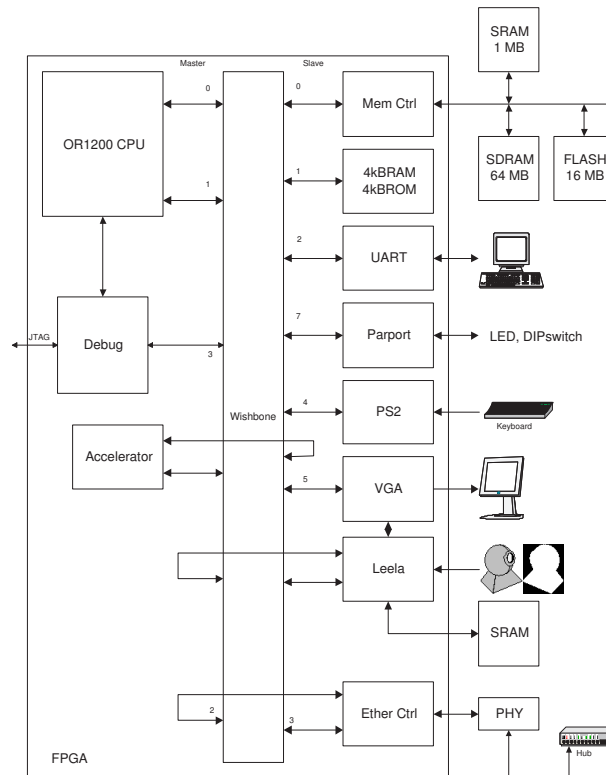 SRAM
1 MB
Master
Slave
0
0
OR1200 CPU
Mem Ctrl
SDRAM
64 MB
FLASH
16 MB
1
1
4kBRAM
4kBROM
2
UART
JTAG
Debug
3
7
Parport
LED, DIPswitch
Wishbone
4
PS2
Keyboard
Accelerator
5
VGA
Leela
SRAM
2
3
Ether Ctrl
PHY
Hub
FPGA